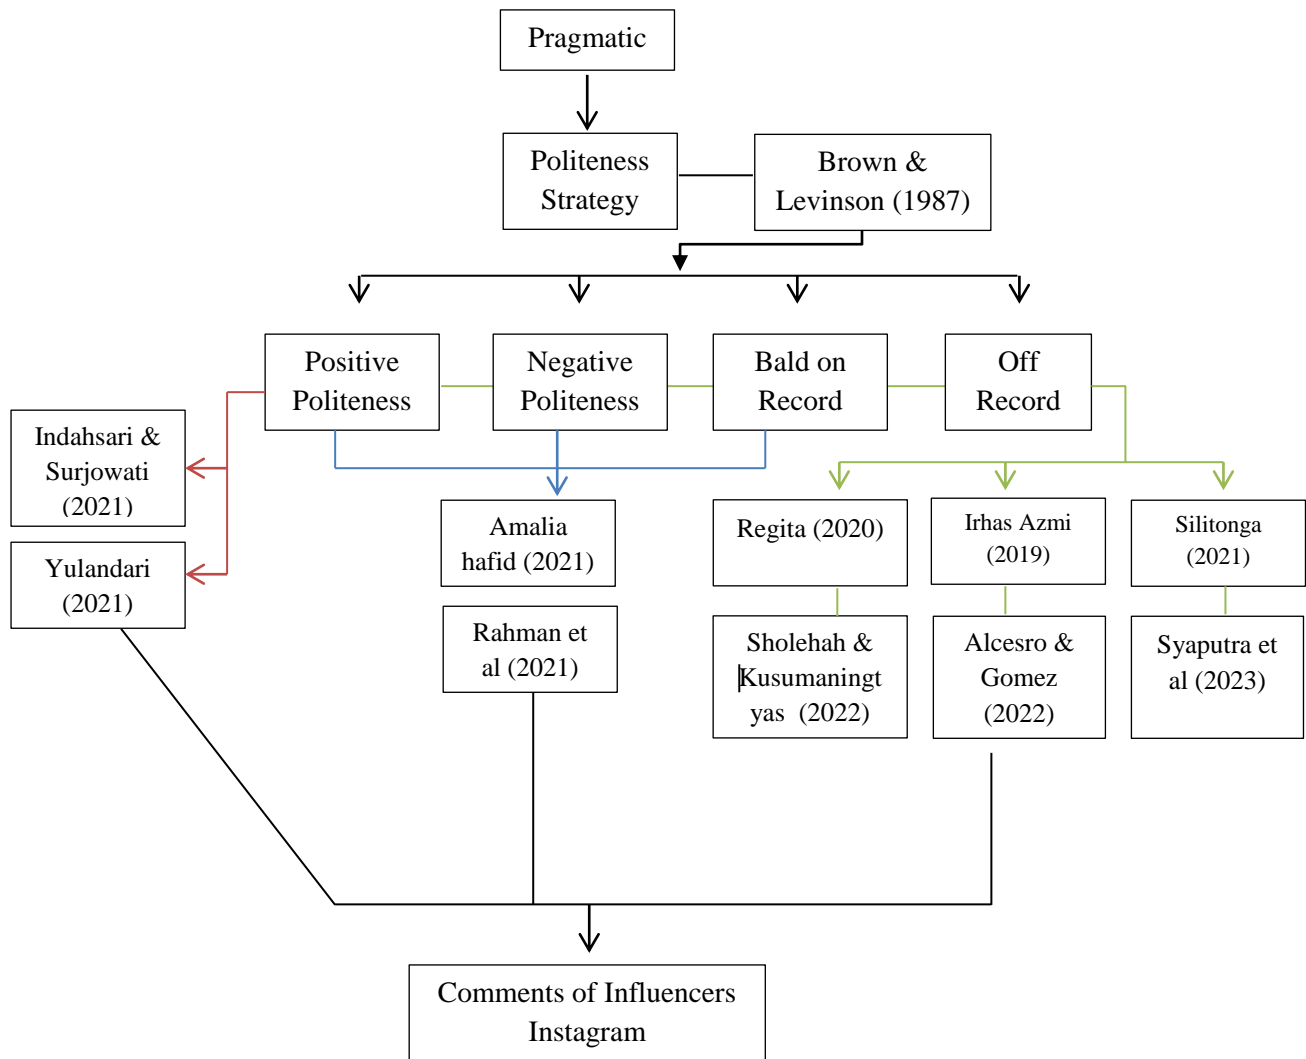 Pragmatic
Politeness
Strategy
Brown &
Levinson (1987)
Positive
Politeness
Negative
Politeness
Bald on
Record
Off
Record
Indahsari &
Surjowati
(2021)
Yulandari
(2021)
Amalia
hafid (2021)
Rahman et
al (2021)
Regita (2020)
Irhas Azmi
(2019)
Silitonga
(2021)
Sholehah &
Kusumaningt
yas (2022)
Alcesro &
Gomez
(2022)
Syaputra et
al (2023)
Comments of Influencers
Instagram